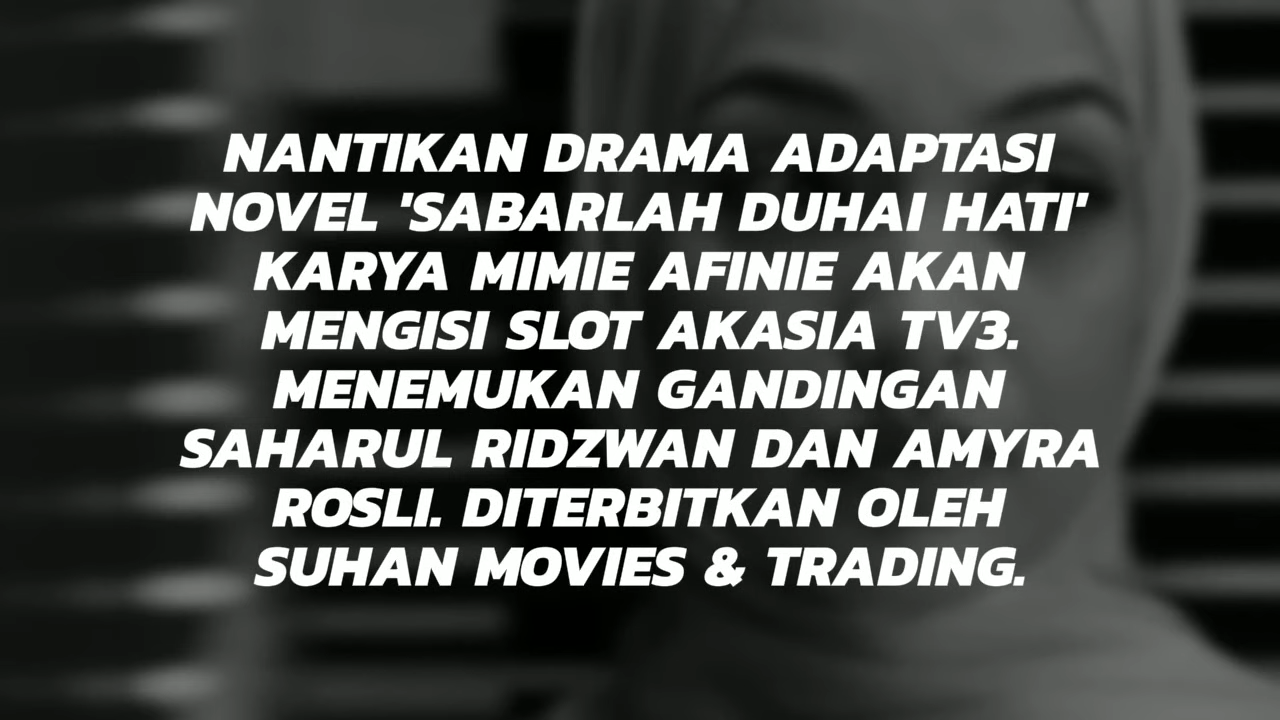 NANTIKAN DRAMA ADAPTASI
NOVEL 'SABARLAH DUHAI HATI'
KARYA MIMIE AFINIE AKAN
MENGISI SLOT AKASIA TV3.
MENEMUKAN GANDINGAN
SAHARUL RIDZWAN DAN AMYRA
ROSLI. DITERBITKAN OLEH
SUHAN MOVIES & TRADING.